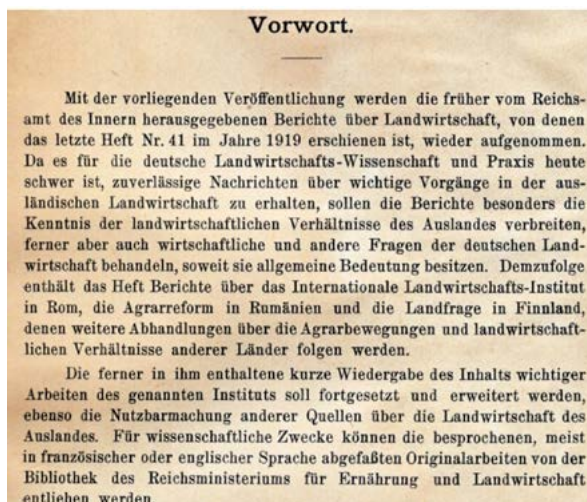 Vorwort.
Mit der vorliegenden Veröffentlichung werden die früher vom Reichs-
amt des Innern herausgegebenen Berichte über Landwirtschaft, von denen
das letzte Heft Nr. 41 im Jahre 1919 erschienen ist, wieder aufgenommen.
Da es für die deutsche Landwirtschafts-Wissenschaft und Praxis heute
schwer ist, zuverlässige Nachrichten über wichtige Vorgänge in der aus-
ländischen Landwirtschaft zu erhalten, sollen die Berichte besonders die
Kenntnis der landwirtschaftlichen Verhältnisse des Auslandes verbreiten,
ferner aber auch wirtschaftliche und andere Fragen der deutschen Land-
wirtschaft behandeln, soweit sie allgemeine Bedeutung besitzen. Demzufolge
enthält das Heft Berichte über das Internationale Landwirtschafts-Institut
in Rom, die Agrarreform in Rumänien und die Landfrage in Finnland,
denen weitere Abhandlungen über die Agrarbewegungen und landwirtschaft-
lichen Verhältnisse anderer Länder folgen werden.
Die ferner in ihm enthaltene kurze Wiedergabe des Inhalts wichtiger
Arbeiten des genannten Instituts soll fortgesetzt und erweitert werden,
ebenso die Nutzbarmachung anderer Quellen über die Landwirtschaft des
Auslandes. Für wissenschaftliche Zwecke können die besprochenen, meist
in französischer oder englischer Sprache abgefaßten Originalarbeiten von der
Bibliothek des Reichsministeriums für Ernährung und Landwirtschaft
entliehen werden